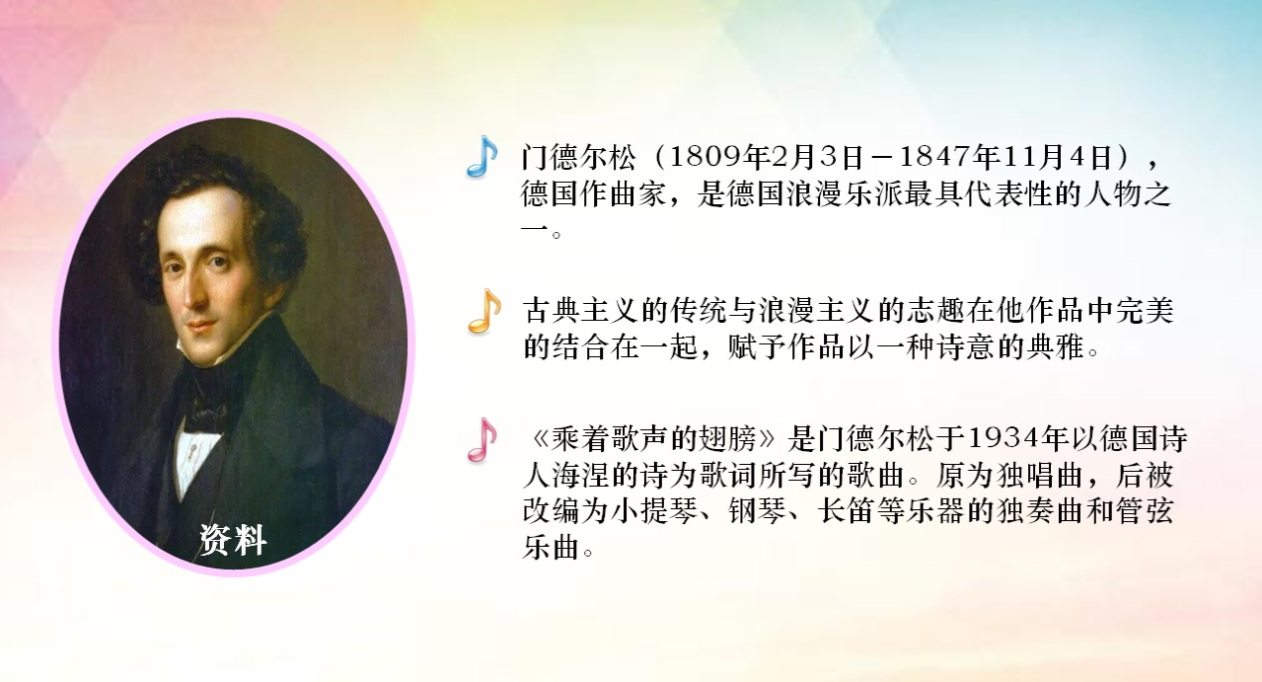 门德尔松（1809年2月3日－1847年11月4日），
德国作曲家，是德国浪漫乐派最具代表性的人物之
一。
古典主义的传统与浪漫主义的志趣在他作品中完美
的结合在一起，赋予作品以一种诗意的典雅。
《乘着歌声的翅膀》是门德尔松于1934年以德国诗
人海涅的诗为歌词所写的歌曲。原为独唱曲，后被
改编为小提琴、钢琴、长笛等乐器的独奏曲和管弦
乐曲。
资料